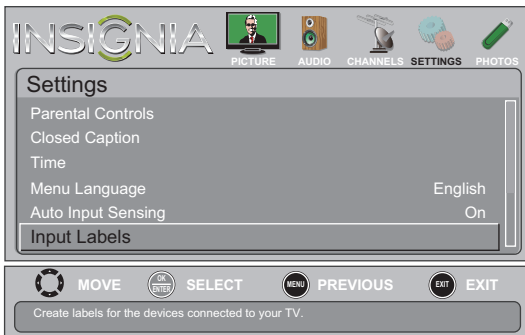 INSIGNIA
PICTURE AUDIO CHANNELS SETTINGS PHOTOS
Settings
Parental Controls
Closed Caption
Time
Menu Language English
Auto Input Sensing On
Input Labels
MOVE OK ENTER SELECT MENU PREVIOUS EXIT EXIT
Create labels for the devices connected to your TV.